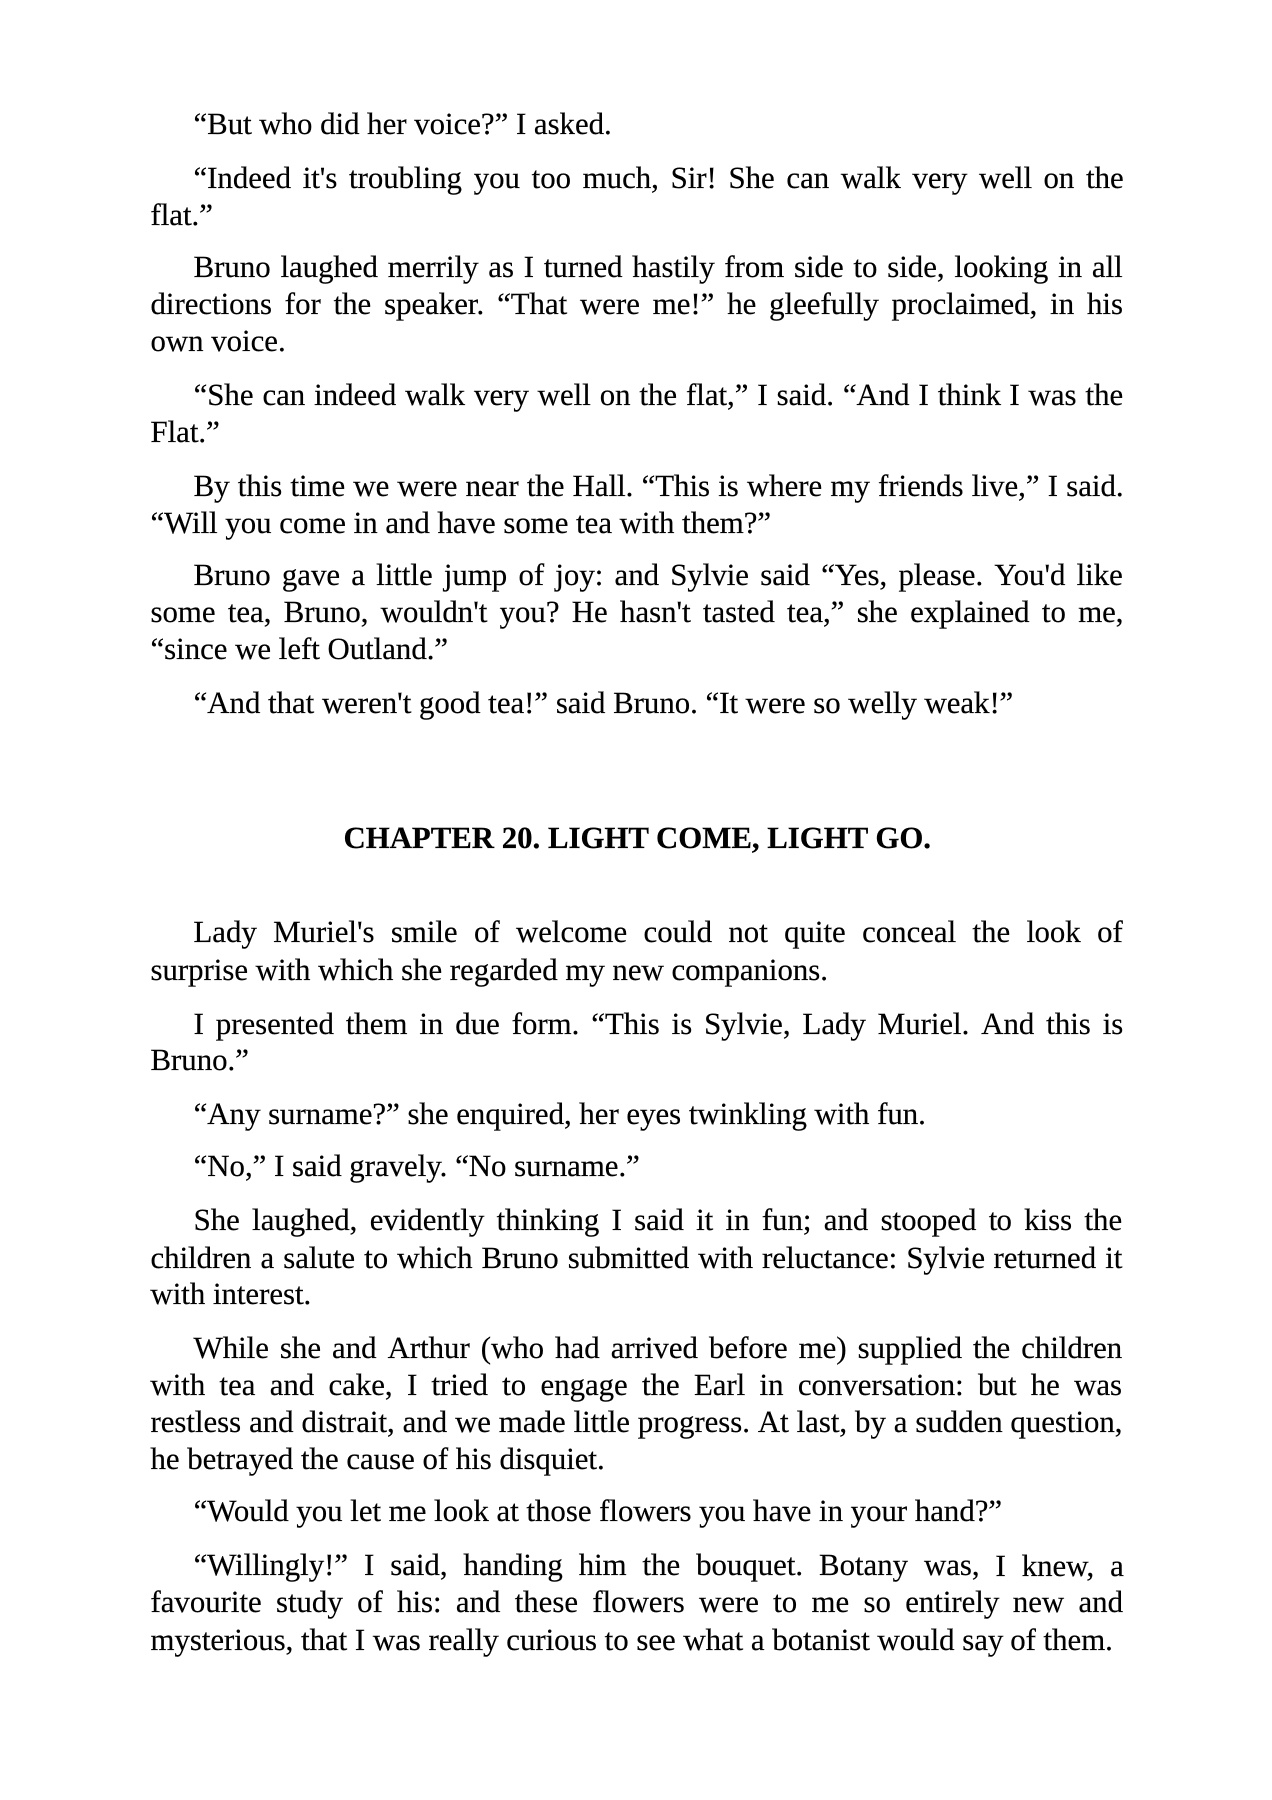 “But who did her voice?” I asked.
“Indeed it's troubling you too much, Sir! She can walk very well on the
flat.”
Bruno laughed merrily as I turned hastily from side to side, looking in all
directions for the speaker. “That were me!” he gleefully proclaimed, in his
own voice.
“She can indeed walk very well on the flat,” I said. “And I think I was the
Flat.”
By this time we were near the Hall. “This is where my friends live,” I said.
“Will you come in and have some tea with them?”
Bruno gave a little jump of joy: and Sylvie said “Yes, please. You'd like
some tea, Bruno, wouldn't you? He hasn't tasted tea,” she explained to me,
“since we left Outland.”
“And that weren't good tea!” said Bruno. “It were so welly weak!”
CHAPTER 20. LIGHT COME, LIGHT GO.
Lady Muriel's smile of welcome could not quite conceal the look of
surprise with which she regarded my new companions.
I presented them in due form. “This is Sylvie, Lady Muriel. And this is
Bruno.”
“Any surname?” she enquired, her eyes twinkling with fun.
“No,” I said gravely. “No surname.”
She laughed, evidently thinking I said it in fun; and stooped to kiss the
children a salute to which Bruno submitted with reluctance: Sylvie returned it
with interest.
While she and Arthur (who had arrived before me) supplied the children
with tea and cake, I tried to engage the Earl in conversation: but he was
restless and distrait, and we made little progress. At last, by a sudden question,
he betrayed the cause of his disquiet.
“Would you let me look at those flowers you have in your hand?”
“Willingly!” I said, handing him the bouquet. Botany was, I knew, a
favourite study of his: and these flowers were to me so entirely new and
mysterious, that I was really curious to see what a botanist would say of them.